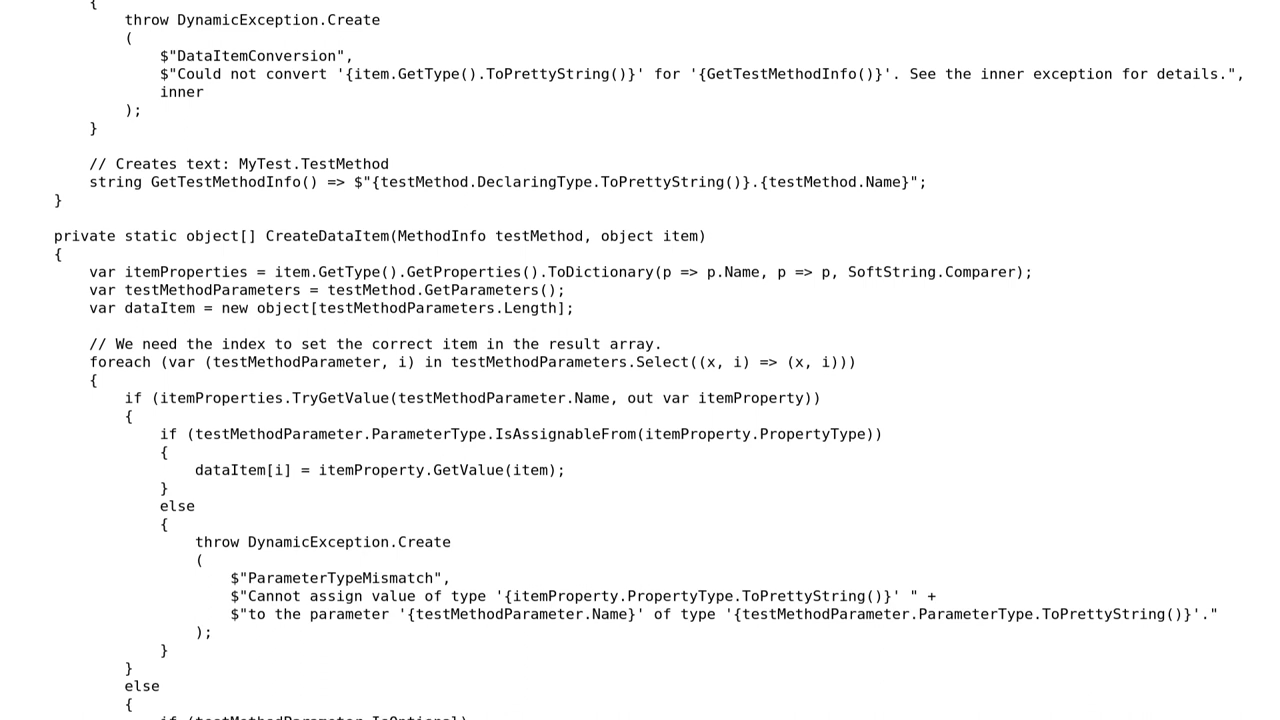 {
throw DynamicException.Create
(
$"DataItemConversion",
$"Could not convert '{item.GetType().ToPrettyString()}' for '{GetTestMethodInfo()}'. See the inner exception for details.",
inner
);
}
// Creates text: MyTest.TestMethod
string GetTestMethodInfo() => $"{testMethod.DeclaringType.ToPrettyString()}.{testMethod.Name}";
}
private static object[] CreateDataItem(MethodInfo testMethod, object item)
{
var itemProperties = item.GetType().GetProperties().ToDictionary(p => p.Name, p => p, SoftString.Comparer);
var testMethodParameters = testMethod.GetParameters();
var dataItem = new object[testMethodParameters.Length];
// We need the index to set the correct item in the result array.
foreach (var (testMethodParameter, i) in testMethodParameters.Select((x, i) => (x, i)))
{
if (itemProperties.TryGetValue(testMethodParameter.Name, out var itemProperty))
{
if (testMethodParameter.ParameterType.IsAssignableFrom(itemProperty.PropertyType))
{
dataItem[i] = itemProperty.GetValue(item);
}
else
{
throw DynamicException.Create
(
$"ParameterTypeMismatch",
$"Cannot assign value of type '{itemProperty.PropertyType.ToPrettyString()}' " +
$"to the parameter '{testMethodParameter.Name}' of type '{testMethodParameter.ParameterType.ToPrettyString()}'."
);
}
}
else
{
if (testMethodParameter.IsOptional)